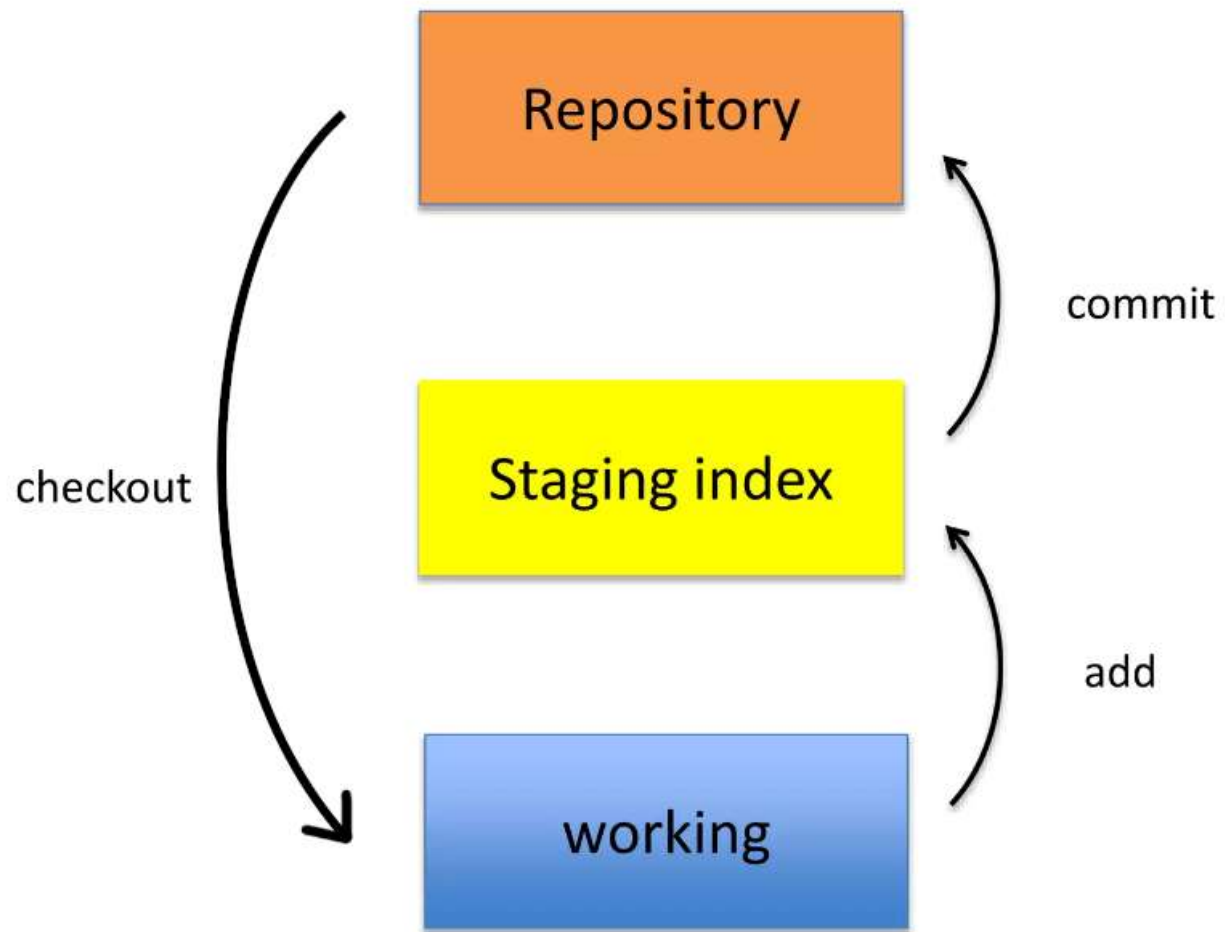 Repository
commit
Staging index
checkout
add
working